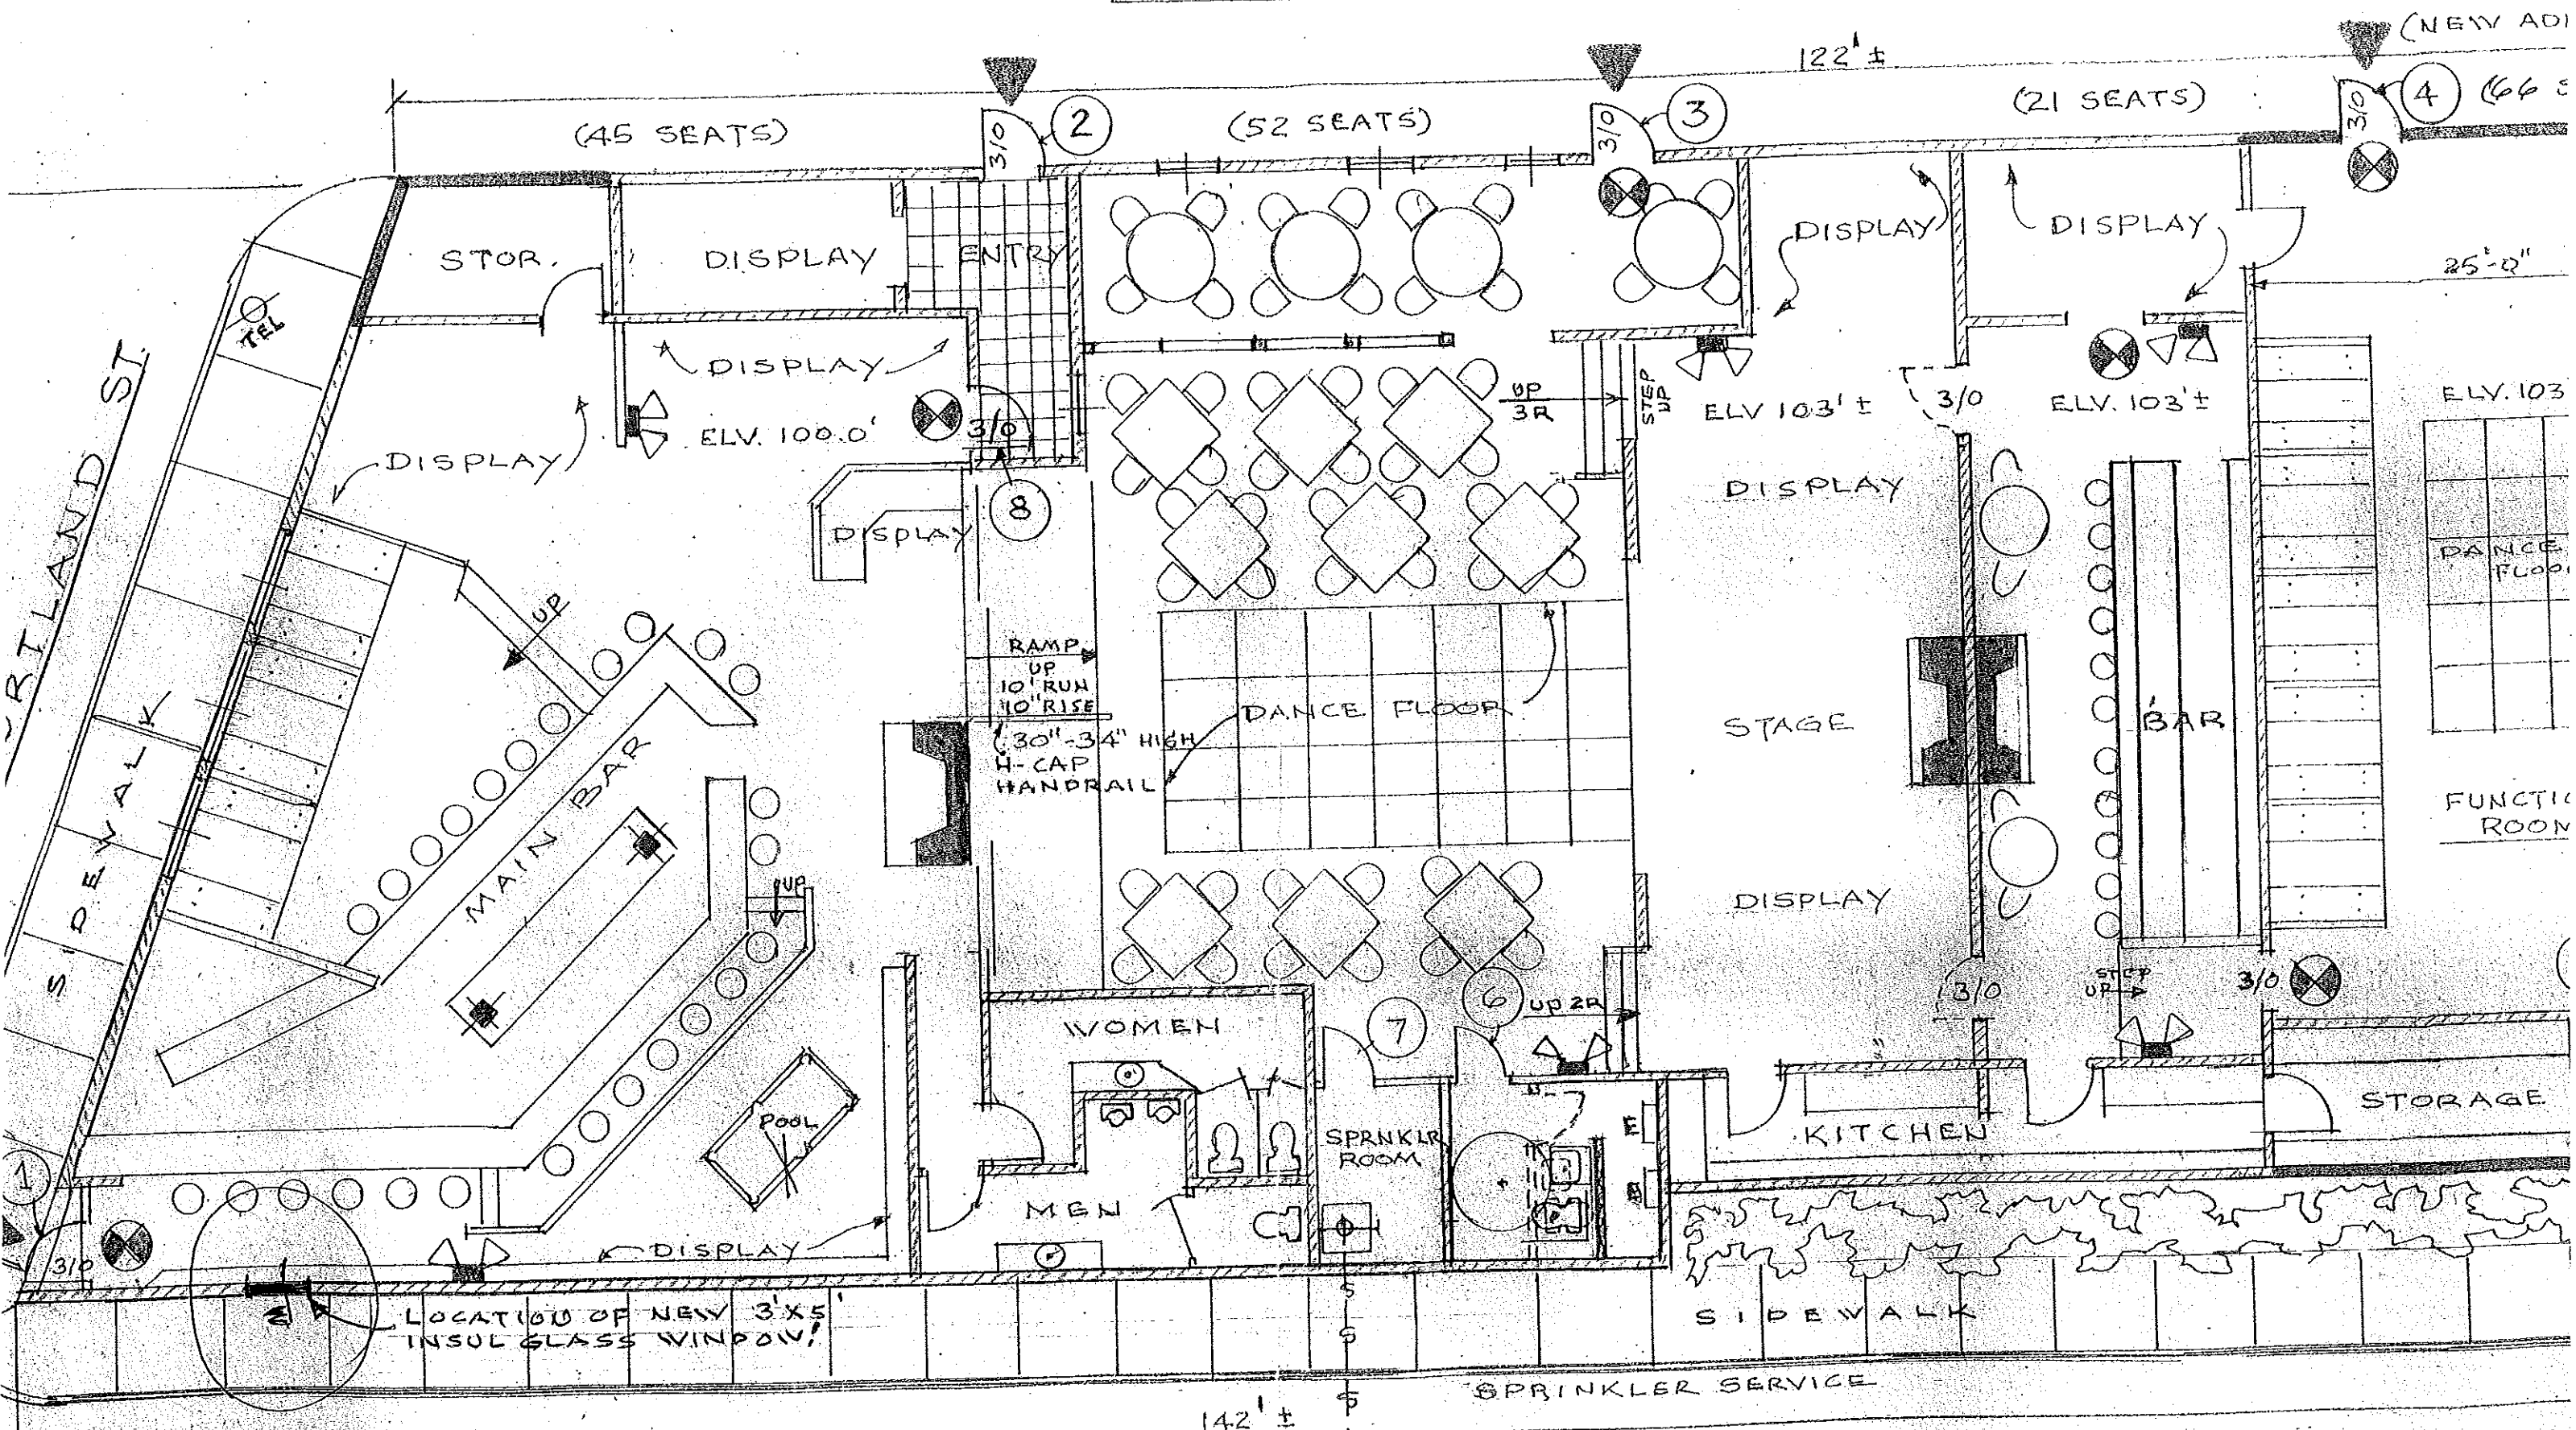 (NEW ADI
122' ±
(45 SEATS)
2
(52 SEATS)
3
(21 SEATS)
4
(66 S
3/0
3/0
3/0
STOR.
DISPLAY
ENTRY
DISPLAY
DISPLAY
25'-0"
TEL
DISPLAY
UP
3R
STEP
UP
ELV. 100.0'
3/0
ELV 103' ±
3/0
ELV. 103' ±
ELV. 103
DISPLAY
8
DISPLAY
DISPLAY
RTLAND ST.
DANCE
FLOO
UP
RAMP
UP
10' RUN
10" RISE
30"-34" HIGH
H-CAP
HANDRAIL
DANCE FLOOR
STAGE
BAR
MAIN BAR
FUNCTIO
ROOM
SIDEWALK
UP
DISPLAY
STEP
UP
3/0
3/0
6
UP 2R
7
WOMEN
POOL
SPRNKLR
ROOM
KITCHEN
STORAGE
1
MEN
DISPLAY
3/0
LOCATION OF NEW 3'X5'
INSUL GLASS WINDOW!
S
S
S
SIDEWALK
SPRINKLER SERVICE
142' ±